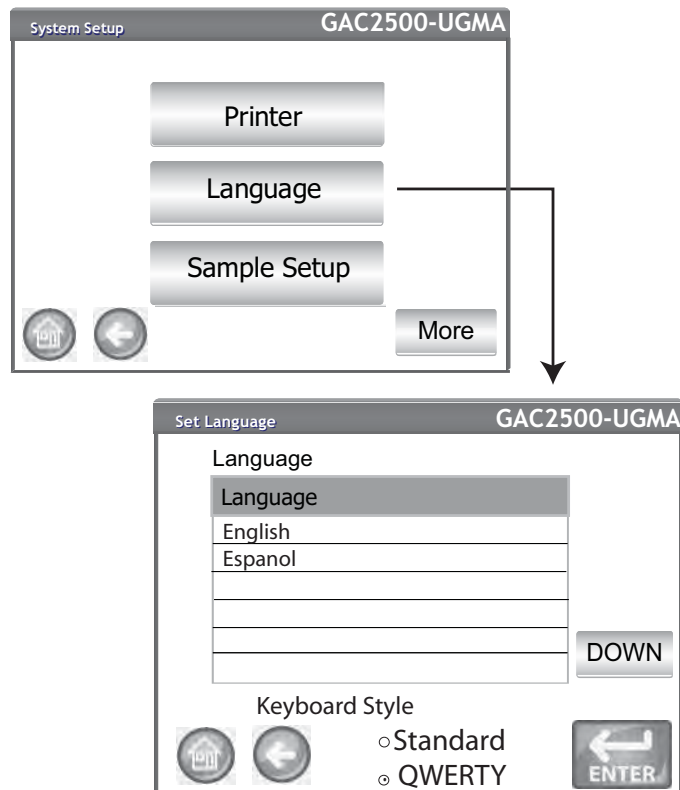 System Setup GAC2500-UGMA
Printer
Language
Sample Setup
More
Set Language GAC2500-UGMA
Language
Language
English
Espanol
DOWN
Keyboard Style
Standard
QWERTY
ENTER